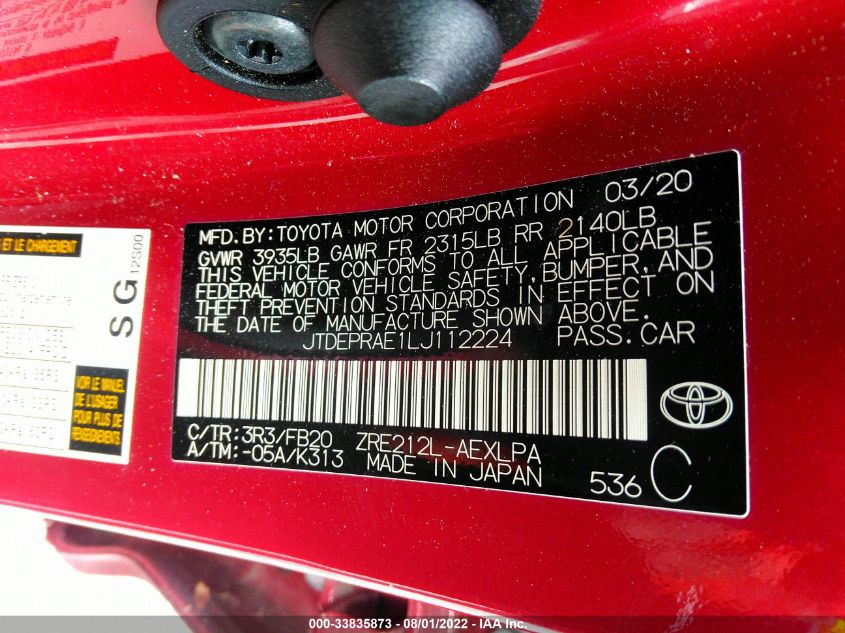 03/20
MFD. BY: TOYOTA MOTOR CORPORATION
GVWR 3935LB GAWR FR 2315LB RR 2140LB
THIS VEHICLE CONFORMS TO ALL APPLICABLE
FEDERAL MOTOR VEHICLE SAFETY, BUMPER, AND
THEFT PREVENTION STANDARDS IN EFFECT ON
THE DATE OF MANUFACTURE SHOWN ABOVE.
JTDEPRAE1LJ112224 PASS. CAR
C/TR: 3R3/FB20 ZRE212L-AEXLPA
A/TM: -05A/K313 MADE IN JAPAN
536 C
ET LE CHARGEMENT
SG
12S00
VOIR LE MANUEL
DE L'USAGER
POUR PLUS DE
RENSEIGNEMENTS
000-33835873 - 08/01/2022 - IAA Inc.